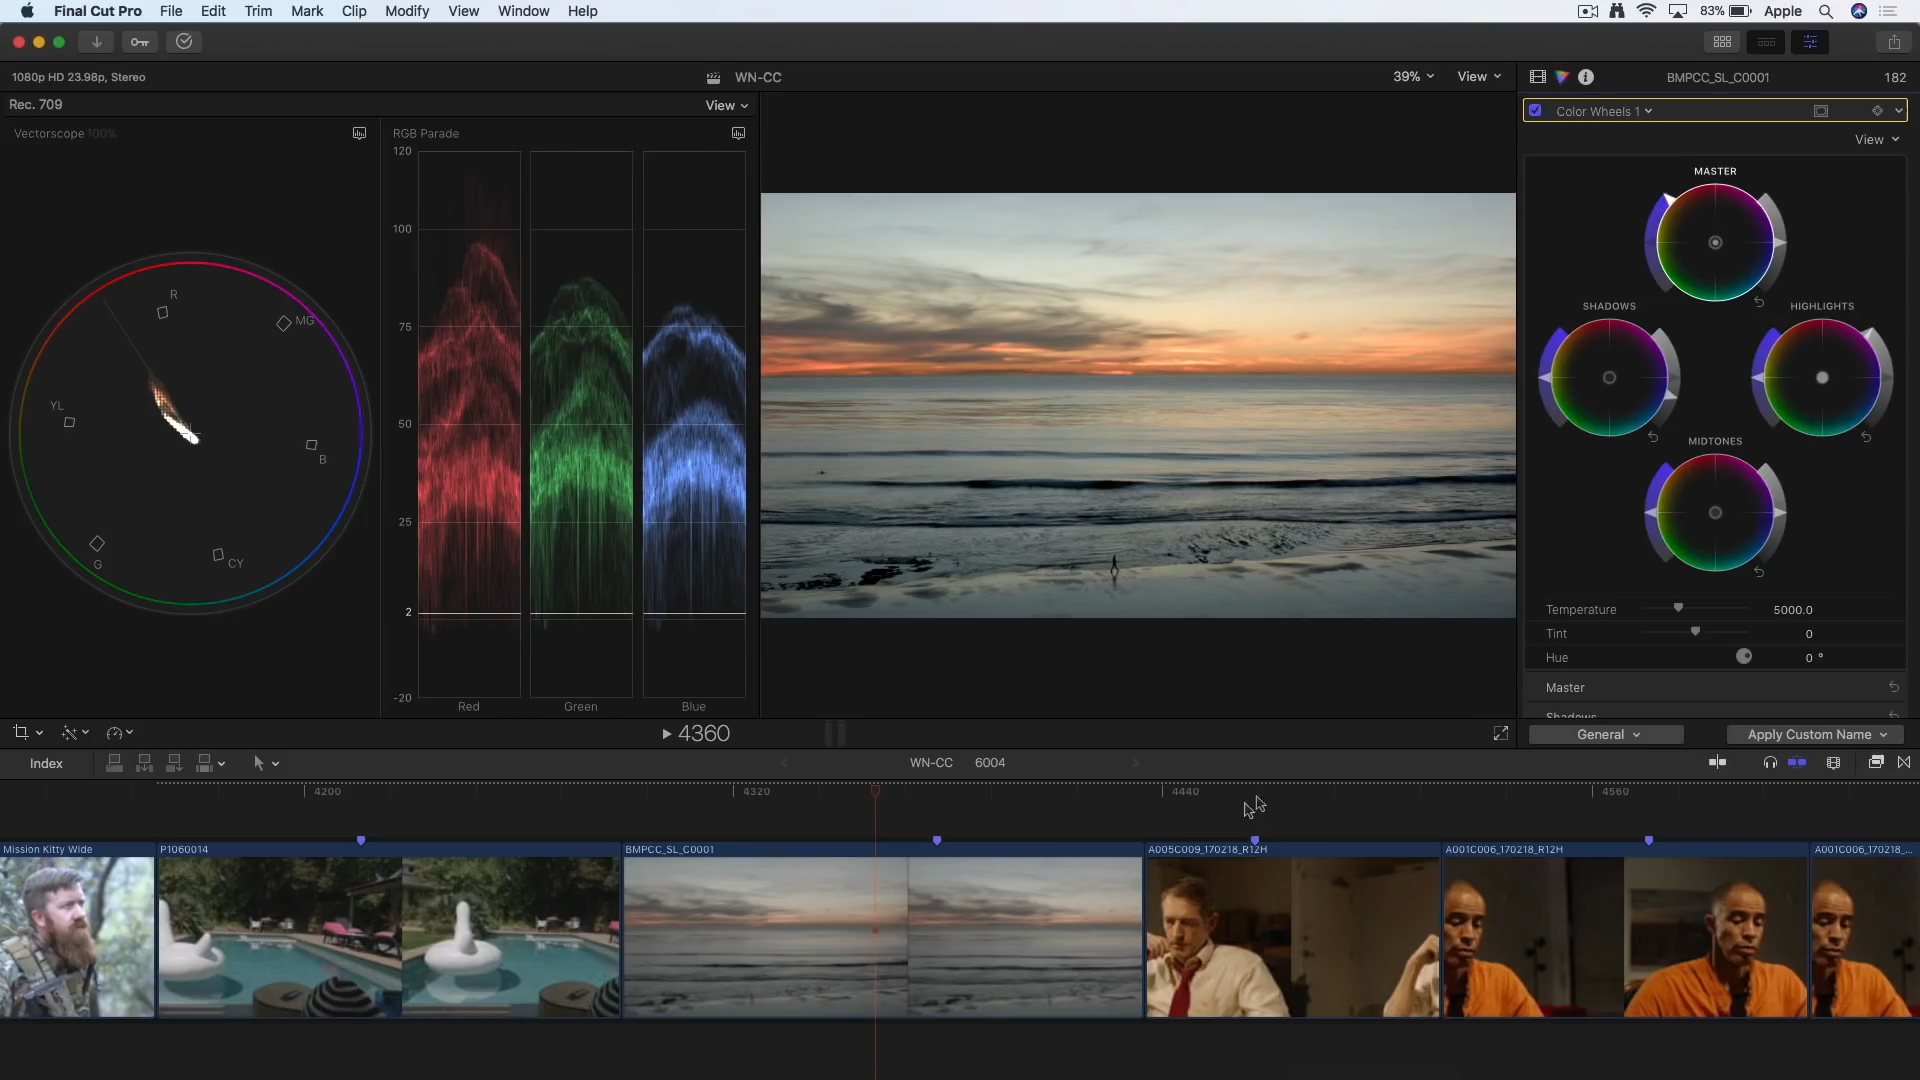 Final Cut Pro File Edit Trim Mark Clip Modify View Window Help 83% Apple
1080p HD 23.98p, Stereo WN-CC 39% View BMPCC_SL_C0001 182
Rec. 709 View Color Wheels 1
Vectorscope 100% RGB Parade View
120
100
75
50
25
2
-20
R
MG
YL
B
G
CY
Red Green Blue
MASTER
SHADOWS HIGHLIGHTS
MIDTONES
Temperature 5000.0
Tint 0
Hue 0 °
Master
Shadows
4360 General Apply Custom Name
Index WN-CC 6004
4200 4320 4440 4560
Mission Kitty Wide P1060014 BMPCC_SL_C0001 A005C009_170218_R12H A001C006_170218_R12H A001C006_170218_...